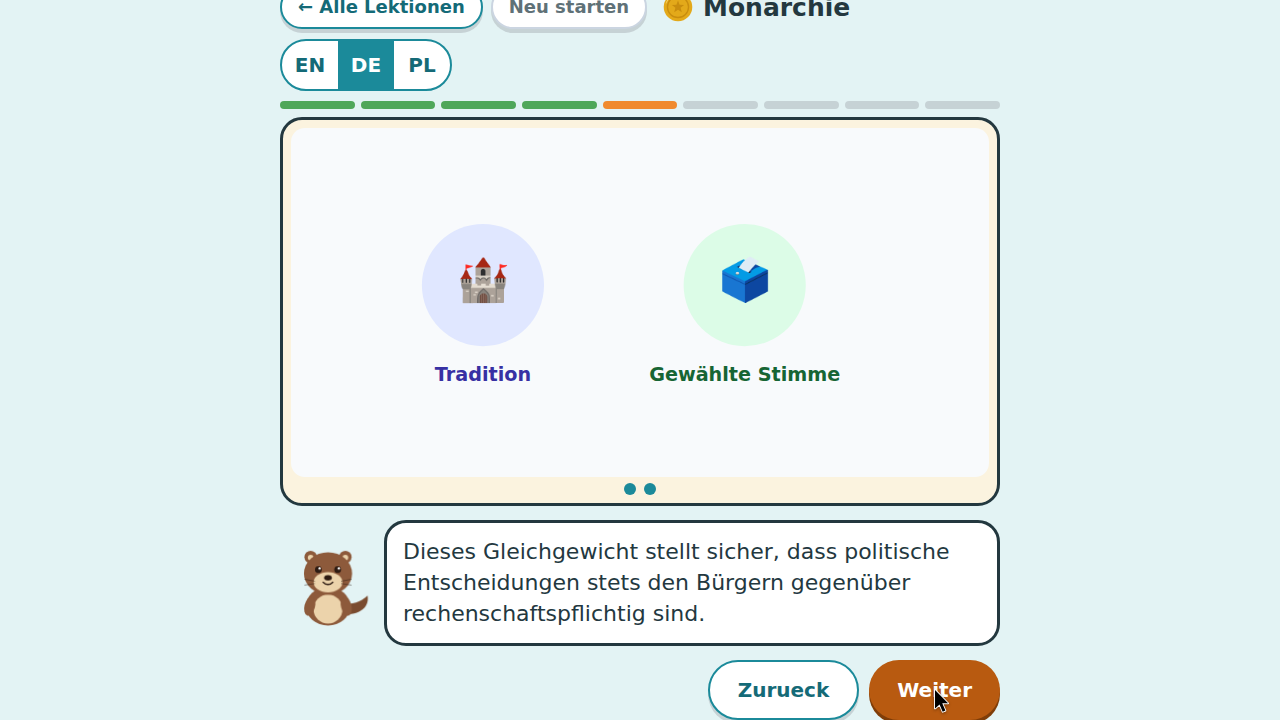 ← Alle Lektionen
Neu starten
Monarchie
EN
DE
PL
Tradition
Gewählte Stimme
Dieses Gleichgewicht stellt sicher, dass politische
Entscheidungen stets den Bürgern gegenüber
rechenschaftspflichtig sind.
Zurueck
Weiter